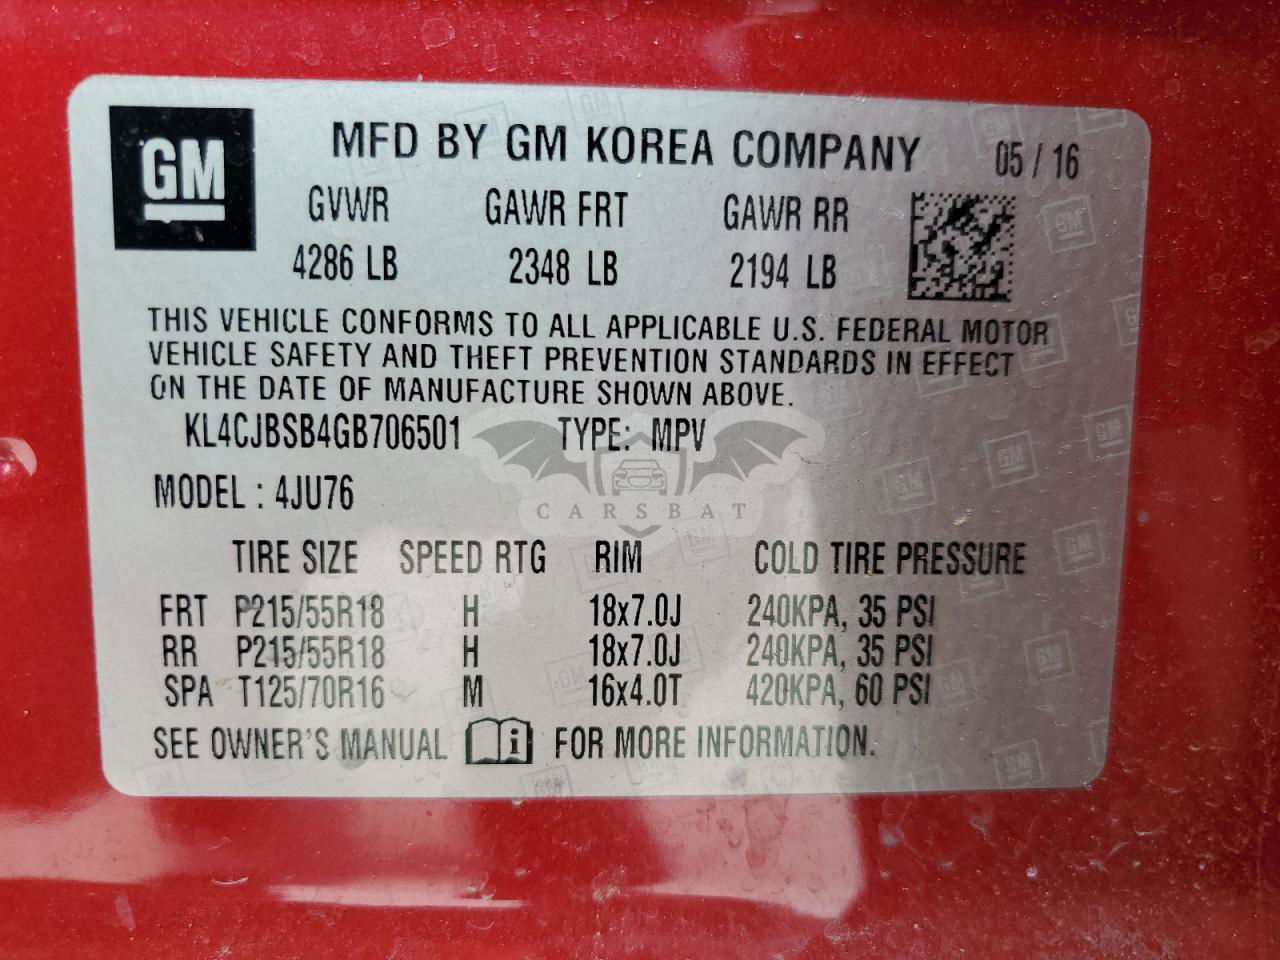 GM
MFD BY GM KOREA COMPANY 05 / 16
GVWR GAWR FRT GAWR RR
4286 LB 2348 LB 2194 LB
THIS VEHICLE CONFORMS TO ALL APPLICABLE U.S. FEDERAL MOTOR
VEHICLE SAFETY AND THEFT PREVENTION STANDARDS IN EFFECT
ON THE DATE OF MANUFACTURE SHOWN ABOVE.
KL4CJBSB4GB706501 TYPE: MPV
CARSBAT
MODEL : 4JU76
TIRE SIZE SPEED RTG RIM COLD TIRE PRESSURE
FRT P215/55R18 H 18x7.0J 240KPA, 35 PSI
RR P215/55R18 H 18x7.0J 240KPA, 35 PSI
SPA T125/70R16 M 16x4.0T 420KPA, 60 PSI
SEE OWNER'S MANUAL i FOR MORE INFORMATION.